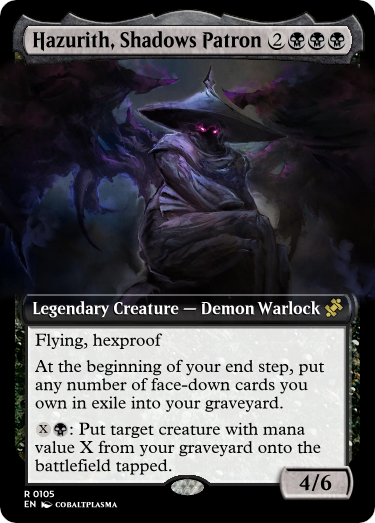 Hazurith, Shadows Patron 2
Legendary Creature — Demon Warlock
Flying, hexproof
At the beginning of your end step, put
any number of face-down cards you
own in exile into your graveyard.
X : Put target creature with mana
value X from your graveyard onto the
battlefield tapped.
4/6
R 0105
EN COBALTPLASMA